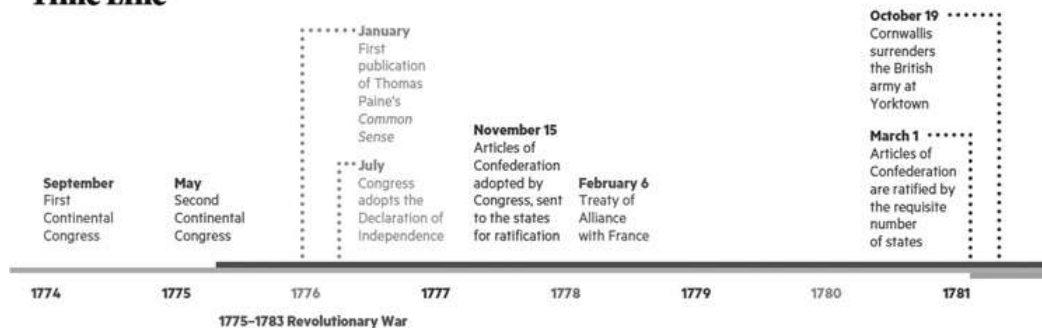 Time Line
January
First
publication
of Thomas
Paine's
Common
Sense
July
Congress
adopts the
Declaration of
Independence
September
First
Continental
Congress
May
Second
Continental
Congress
November 15
Articles of
Confederation
adopted by
Congress, sent
to the states
for ratification
February 6
Treaty of
Alliance
with France
October 19
Cornwallis
surrenders
the British
army at
Yorktown
March 1
Articles of
Confederation
are ratified by
the requisite
number
of states
1774 1775 1776 1777 1778 1779 1780 1781
1775–1783 Revolutionary War